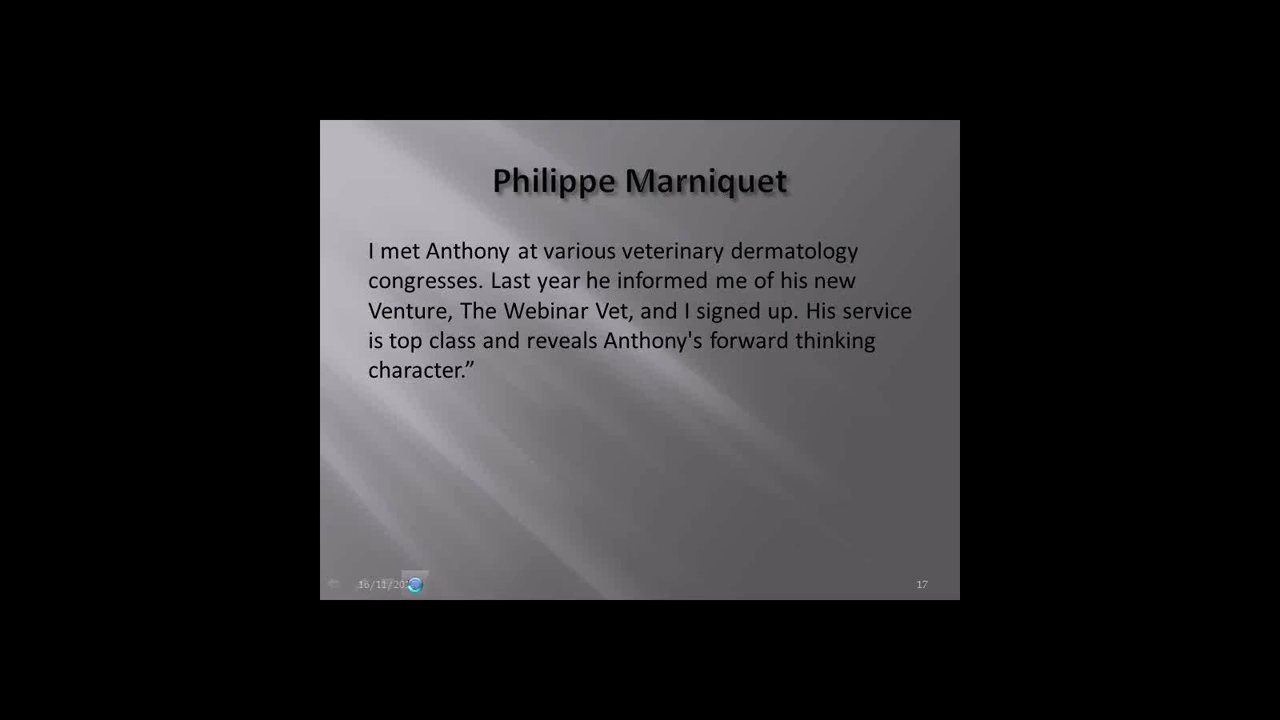 Philippe Marniquet
I met Anthony at various veterinary dermatology
congresses. Last year he informed me of his new
Venture, The Webinar Vet, and I signed up. His service
is top class and reveals Anthony's forward thinking
character.”
17